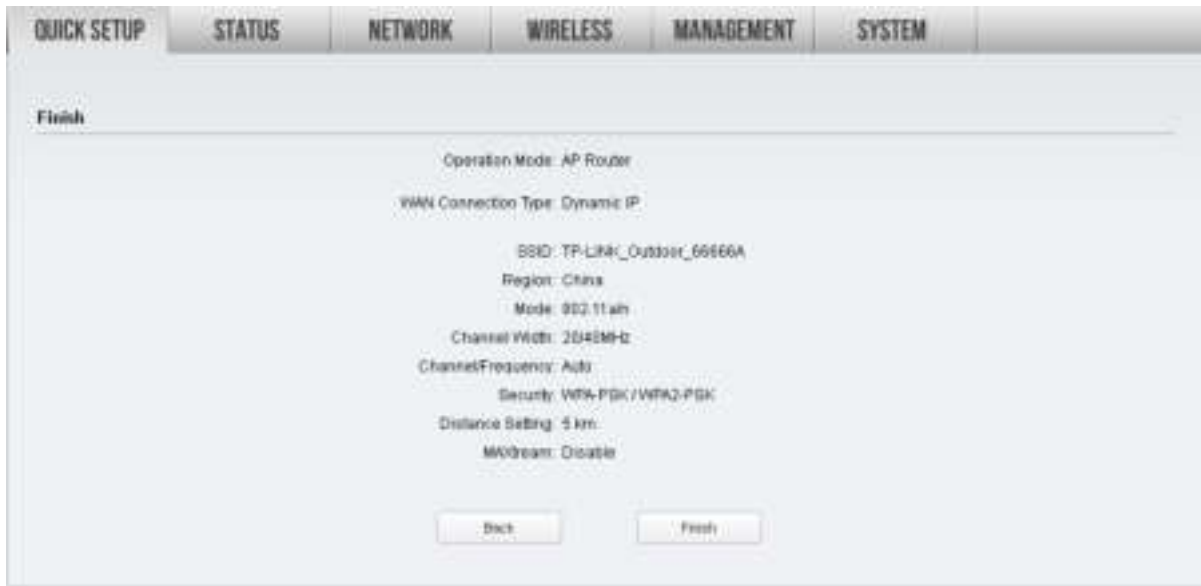 QUICK SETUP STATUS NETWORK WIRELESS MANAGEMENT SYSTEM
Finish
Operation Mode: AP Router
WAN Connection Type: Dynamic IP
SSID: TP-LINK_Outdoor_66666A
Region: China
Mode: 802.11a/n
Channel Width: 20/40MHz
Channel/Frequency: Auto
Security: WPA-PSK / WPA2-PSK
Distance Setting: 5 km
MAXtream: Disable
Back Finish